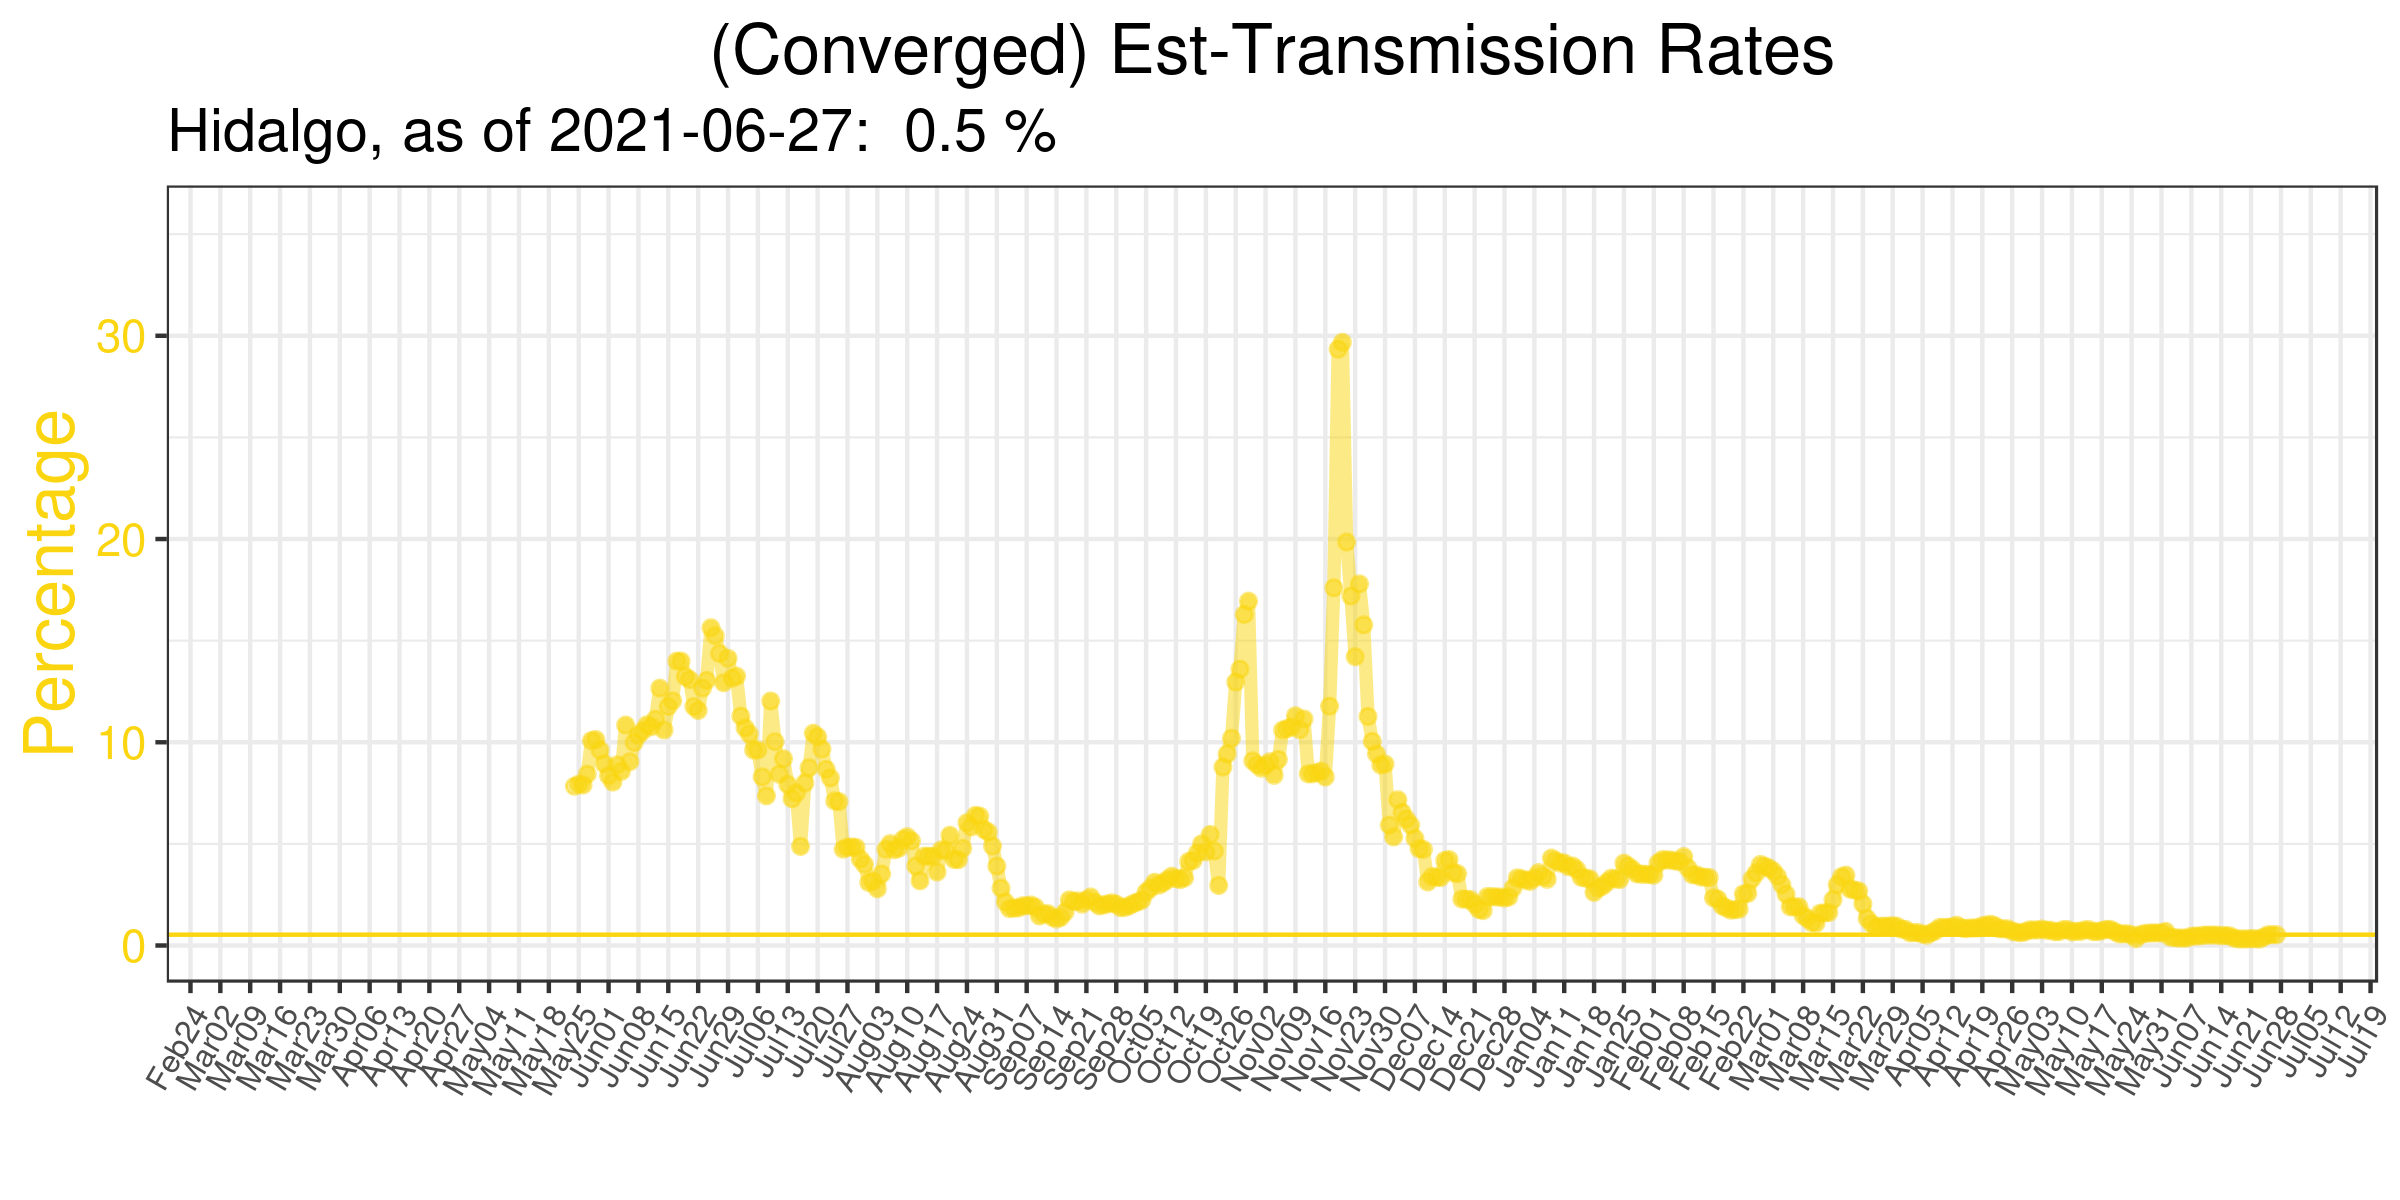 (Converged) Est-Transmission Rates
Hidalgo, as of 2021-06-27:  0.5 %
Percentage
30
20
10
0
Feb24
Mar02
Mar09
Mar16
Mar23
Mar30
Apr06
Apr13
Apr20
Apr27
May04
May11
May18
May25
Jun01
Jun08
Jun15
Jun22
Jun29
Jul06
Jul13
Jul20
Jul27
Aug03
Aug10
Aug17
Aug24
Aug31
Sep07
Sep14
Sep21
Sep28
Oct05
Oct12
Oct19
Oct26
Nov02
Nov09
Nov16
Nov23
Nov30
Dec07
Dec14
Dec21
Dec28
Jan04
Jan11
Jan18
Jan25
Feb01
Feb08
Feb15
Feb22
Mar01
Mar08
Mar15
Mar22
Mar29
Apr05
Apr12
Apr19
Apr26
May03
May10
May17
May24
May31
Jun07
Jun14
Jun21
Jun28
Jul05
Jul12
Jul19